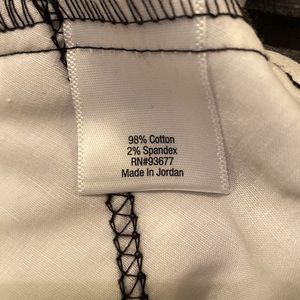 98% Cotton
2% Spandex
RN#93677
Made In Jordan